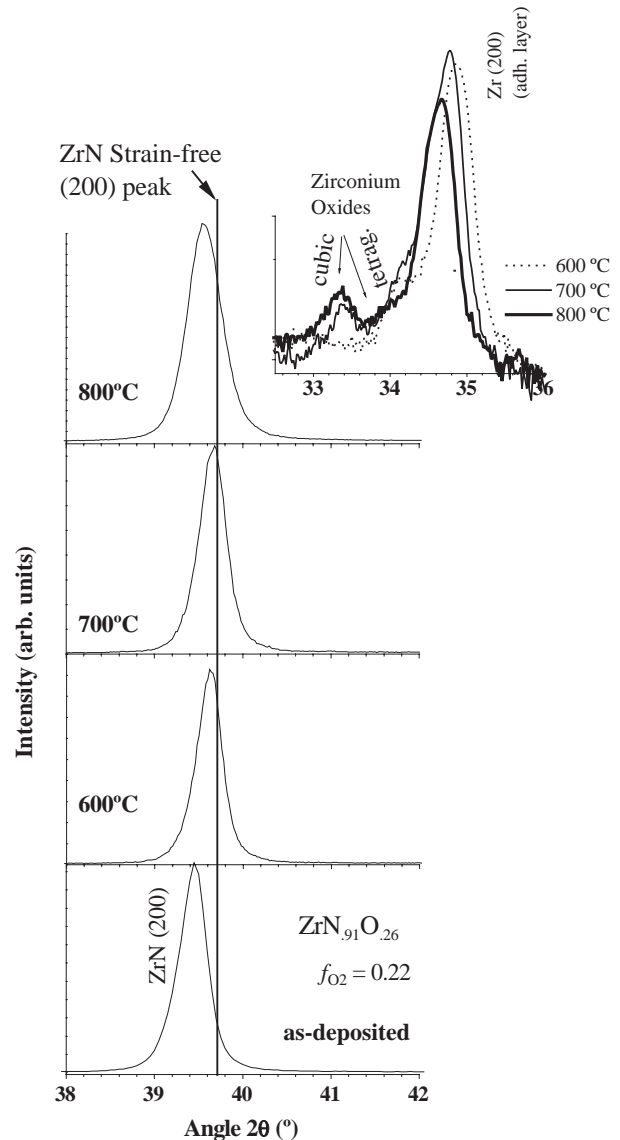 Zr (200)
(adh. layer)
ZrN Strain-free
(200) peak
Zirconium
Oxides
cubic
tetrag.
600 ºC
700 ºC
800 ºC
33 34 35 36
800ºC
700ºC
600ºC
ZrN (200)
ZrN.91O.26
fO2 = 0.22
as-deposited
Intensity (arb. units)
38 39 40 41 42
Angle 2θ (º)